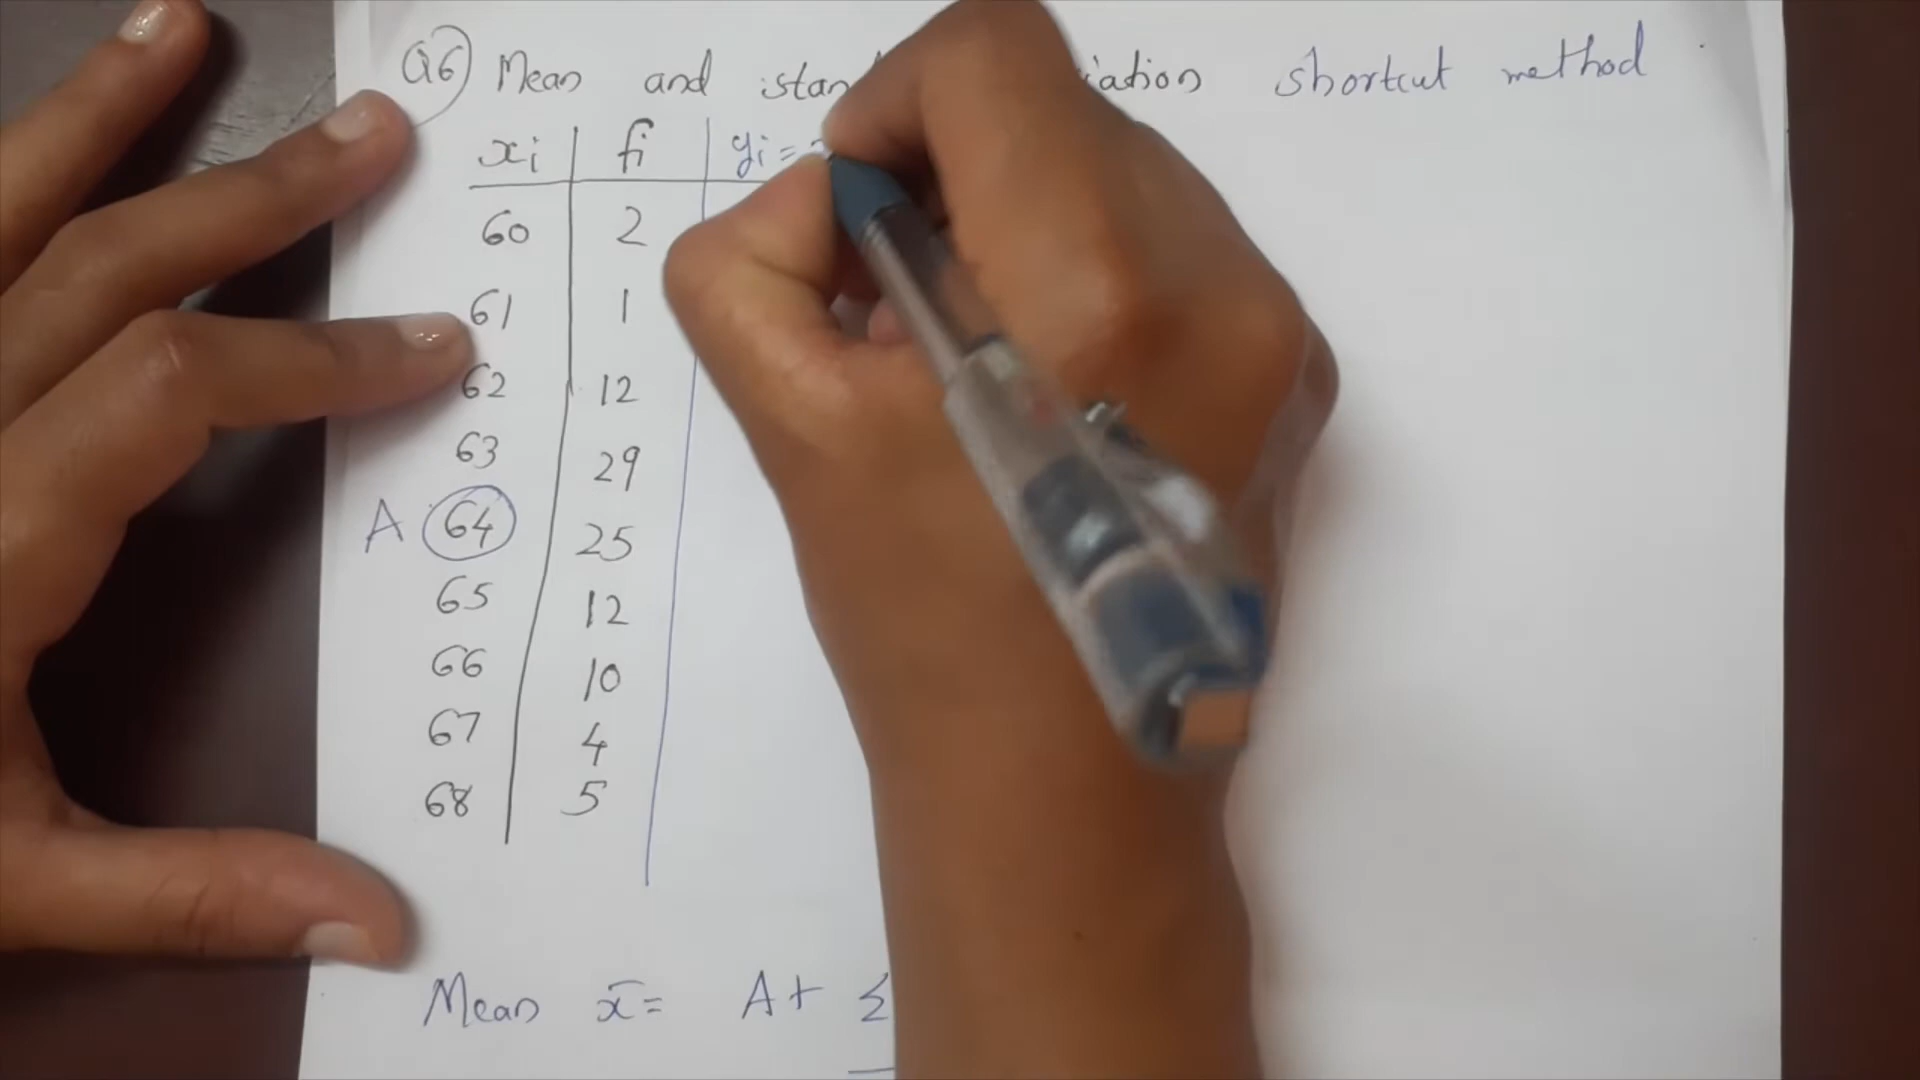 Q6) Mean and stan iation shortcut method
xi fi yi =
60 2
61 1
62 12
63 29
A 64 25
65 12
66 10
67 4
68 5
Mean x̄ = A + Σ